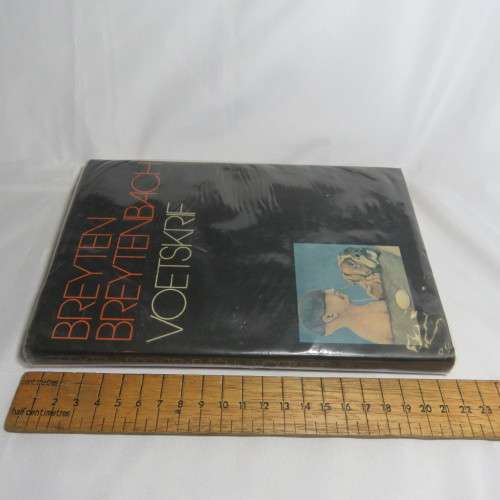 BREYTEN
BREYTENBACH
VOETSKRIF
centimetres
1 2 3 4 5 6 7 8 9 10 11 12 13 14 15 16 17 18 19 20 21 22 23
half centimetres